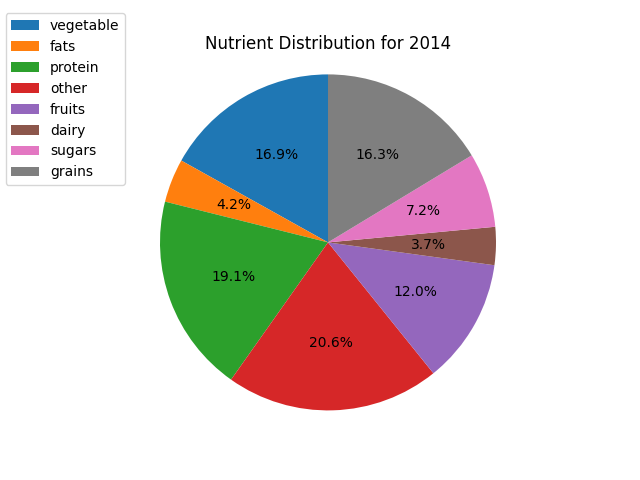 Nutrient Distribution for 2014
vegetable
fats
protein
other
fruits
dairy
sugars
grains
16.9%
16.3%
4.2%
7.2%
3.7%
19.1%
12.0%
20.6%